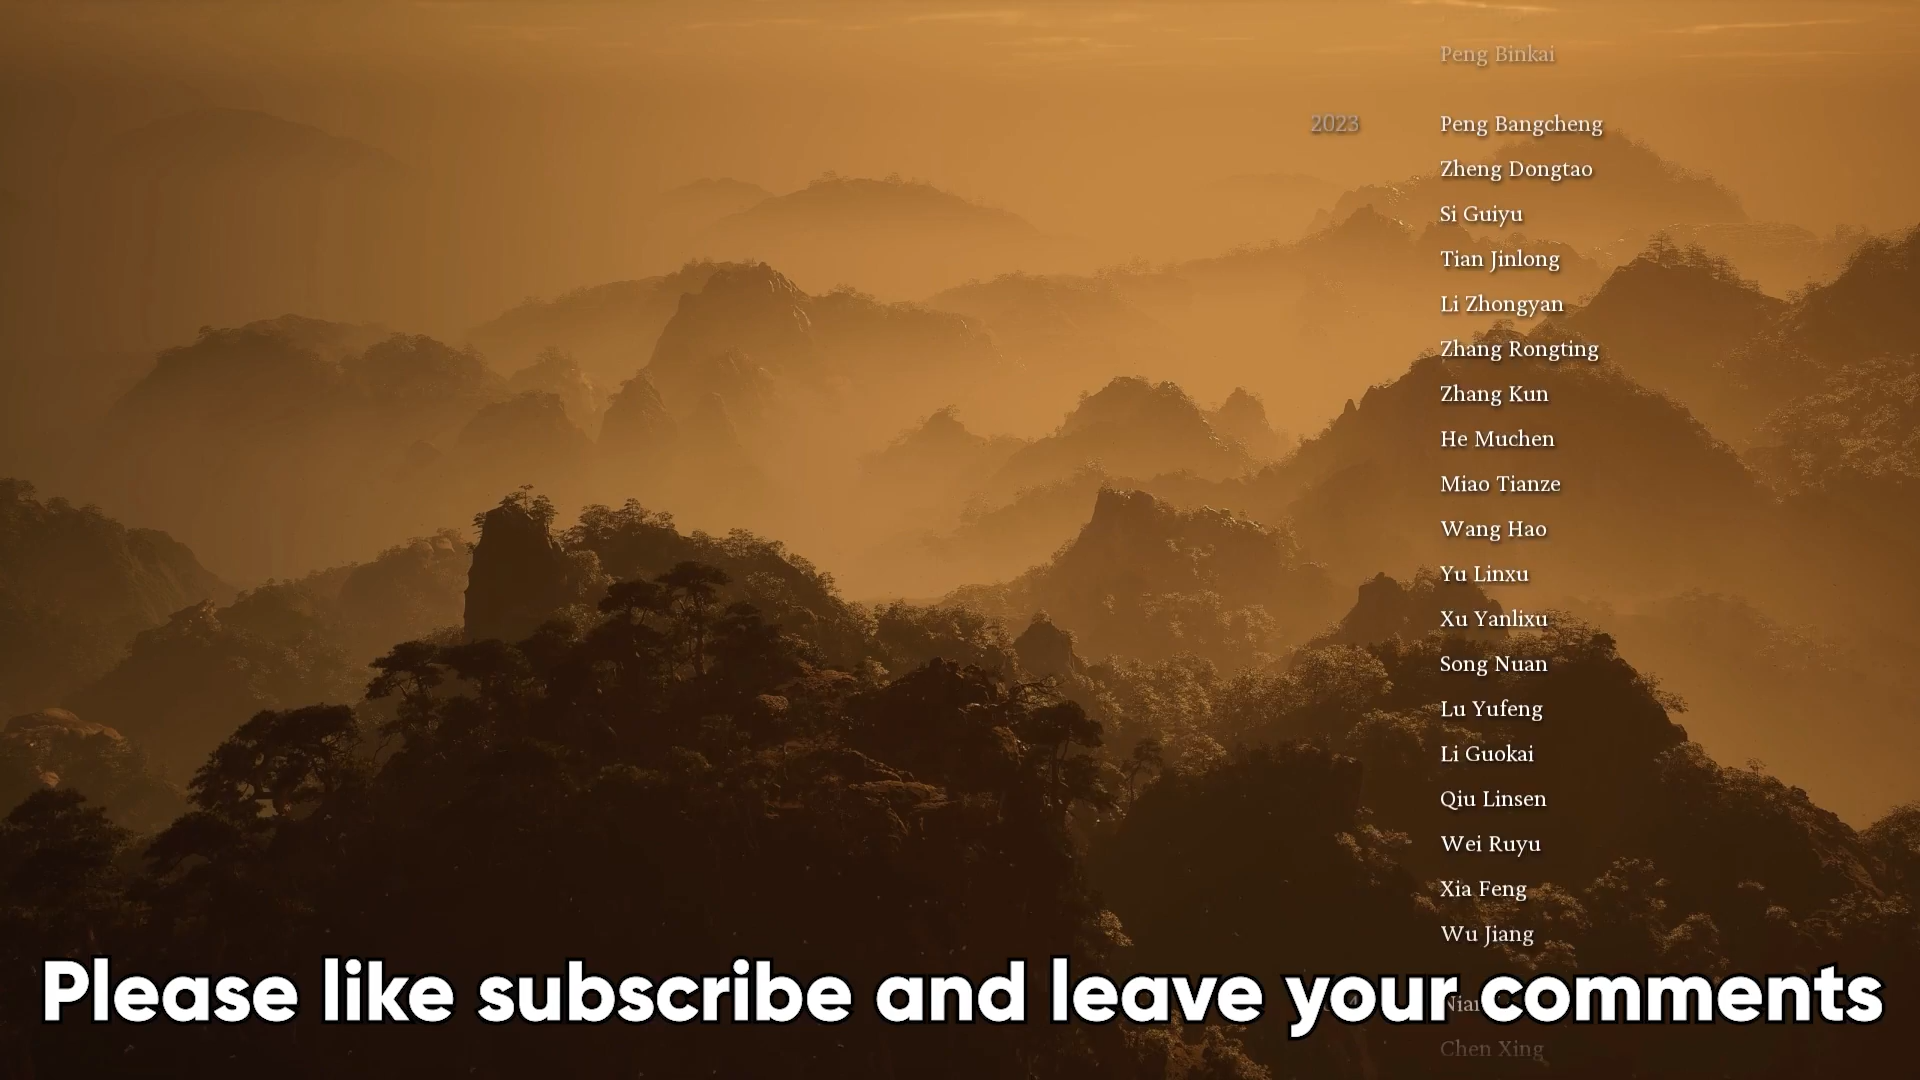 Peng Binkai
2023 Peng Bangcheng
Zheng Dongtao
Si Guiyu
Tian Jinlong
Li Zhongyan
Zhang Rongting
Zhang Kun
He Muchen
Miao Tianze
Wang Hao
Yu Linxu
Xu Yanlixu
Song Nuan
Lu Yufeng
Li Guokai
Qiu Linsen
Wei Ruyu
Xia Feng
Wu Jiang
Please like subscribe and leave your comments
Chen Xing